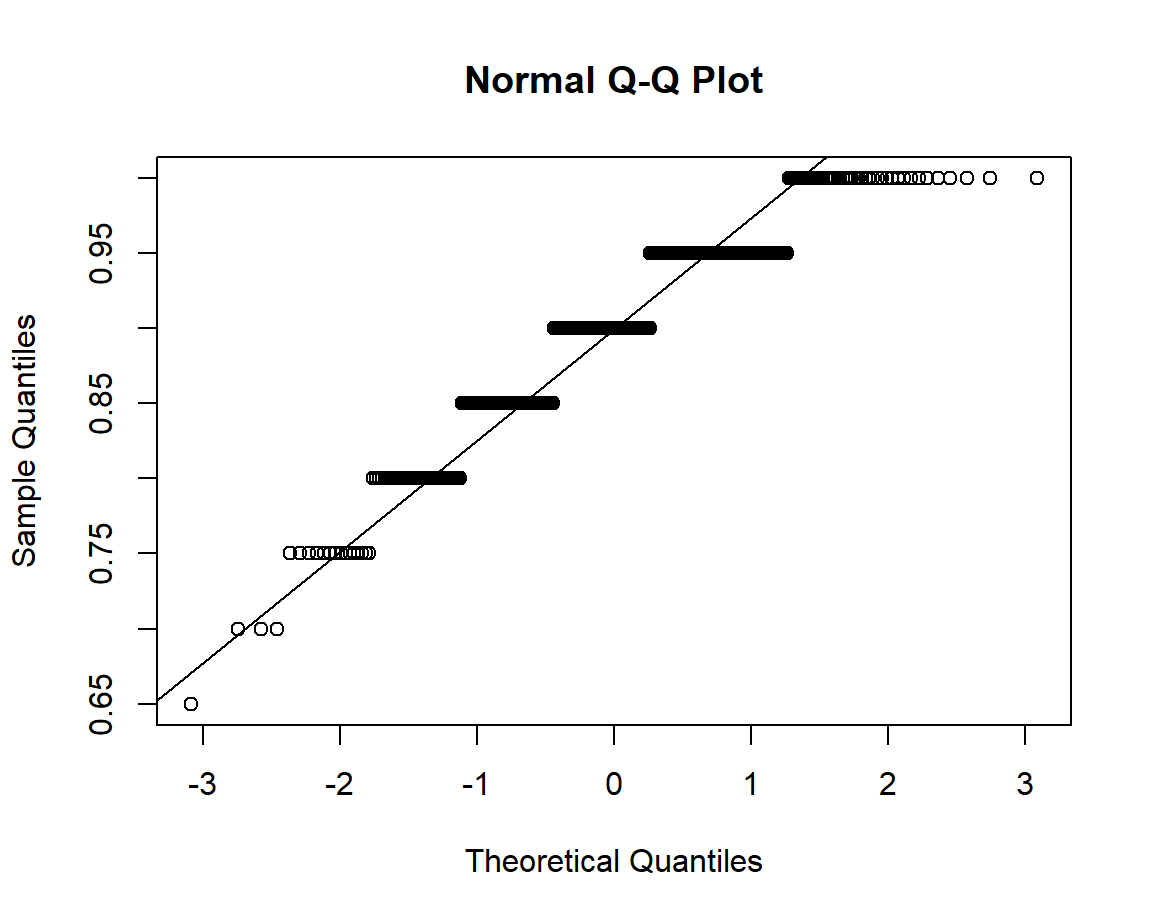 Normal Q-Q Plot
Sample Quantiles
0.95
0.85
0.75
0.65
-3 -2 -1 0 1 2 3
Theoretical Quantiles